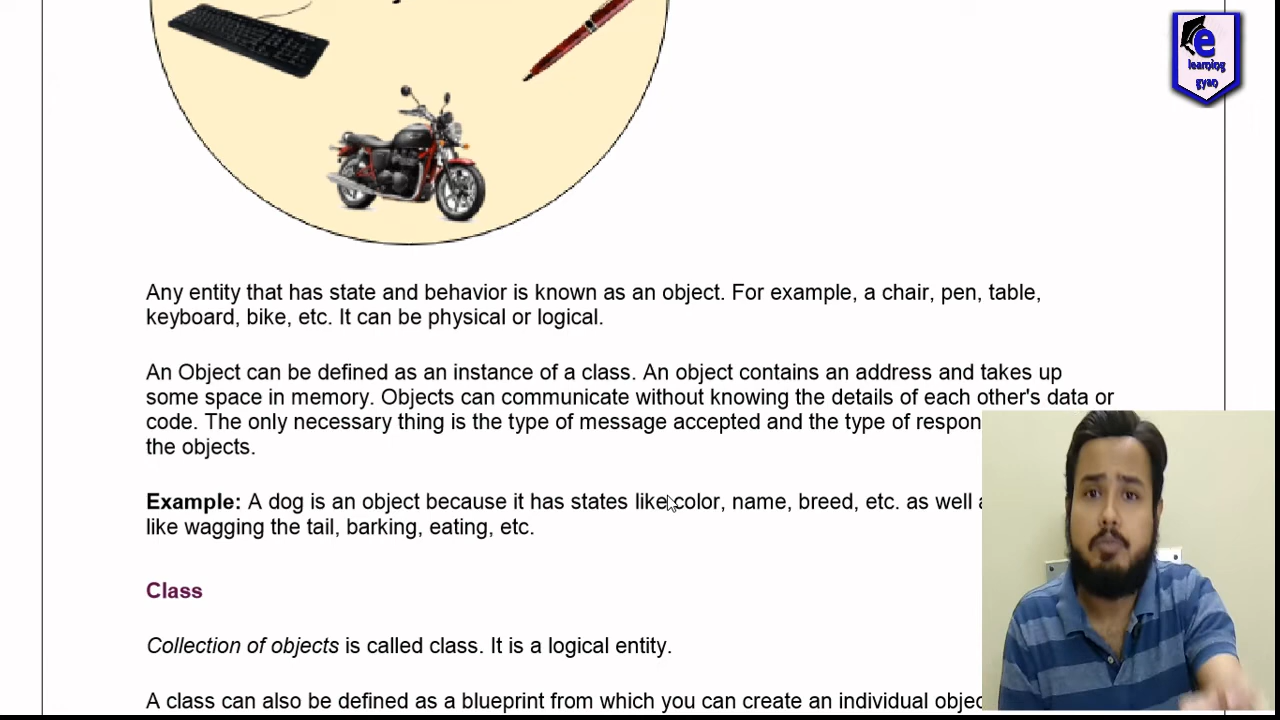 e
learning
gyan
Any entity that has state and behavior is known as an object. For example, a chair, pen, table,
keyboard, bike, etc. It can be physical or logical.
An Object can be defined as an instance of a class. An object contains an address and takes up
some space in memory. Objects can communicate without knowing the details of each other's data or
code. The only necessary thing is the type of message accepted and the type of respon
the objects.
Example: A dog is an object because it has states like color, name, breed, etc. as well
like wagging the tail, barking, eating, etc.
Class
Collection of objects is called class. It is a logical entity.
A class can also be defined as a blueprint from which you can create an individual objec